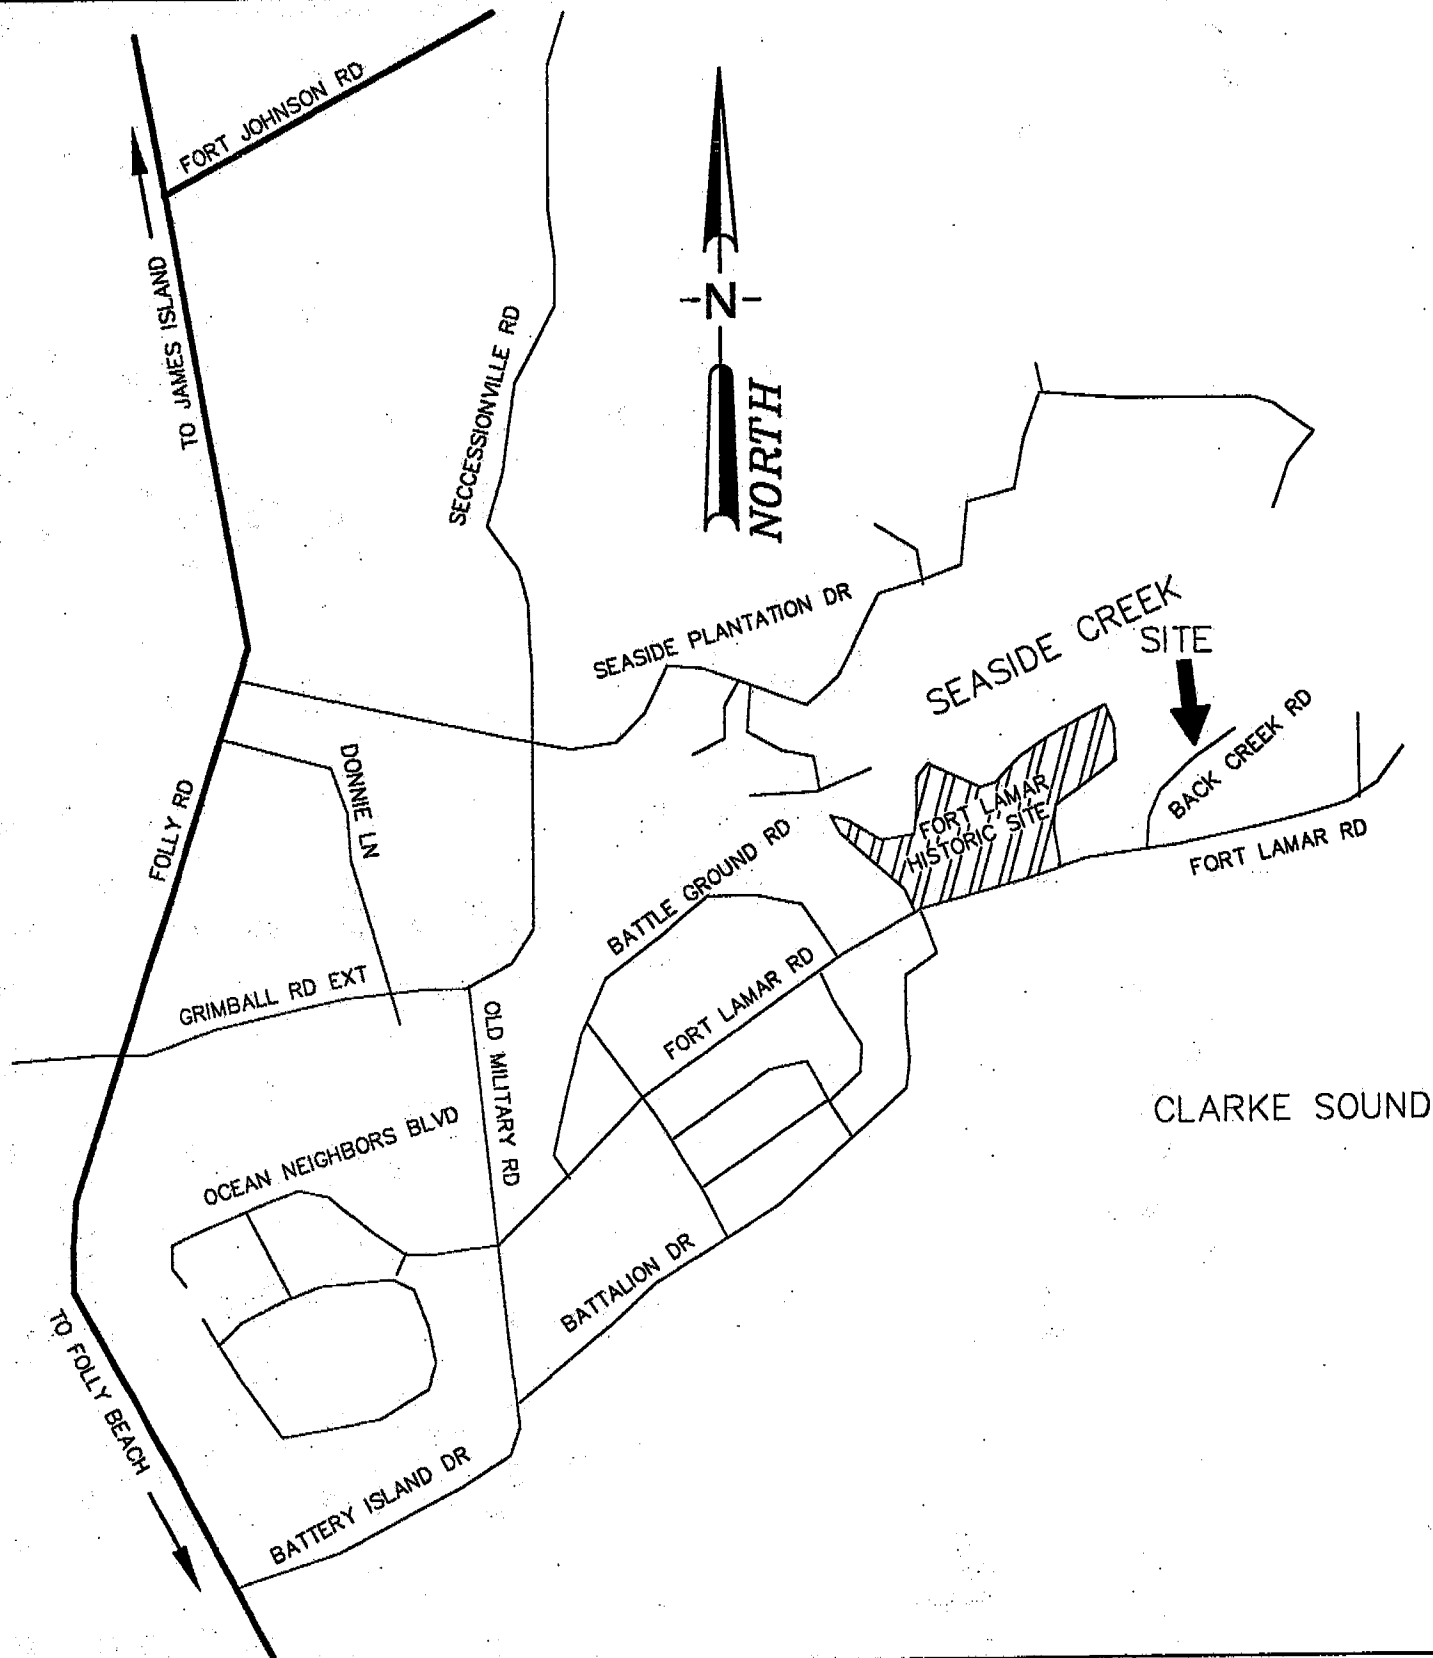 FORT JOHNSON RD
TO JAMES ISLAND
SECCESSIONVILLE RD
N
NORTH
SEASIDE PLANTATION DR
SEASIDE CREEK
SITE
BACK CREEK RD
DONNIE LN
FOLLY RD
FORT LAMAR
HISTORIC SITE
FORT LAMAR RD
BATTLE GROUND RD
FORT LAMAR RD
GRIMBALL RD EXT
OLD MILITARY RD
CLARKE SOUND
OCEAN NEIGHBORS BLVD
BATTALION DR
TO FOLLY BEACH
BATTERY ISLAND DR